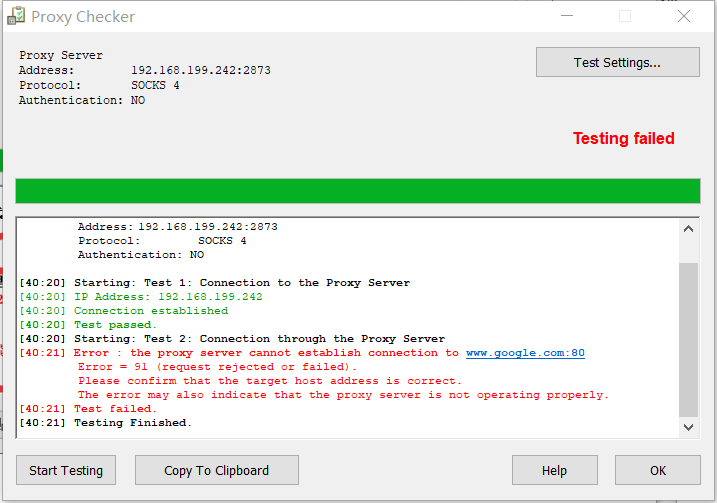 Proxy Checker
Proxy Server
Address: 192.168.199.242:2873
Protocol: SOCKS 4
Authentication: NO
Test Settings...
Testing failed
Address: 192.168.199.242:2873
Protocol: SOCKS 4
Authentication: NO
[40:20] Starting: Test 1: Connection to the Proxy Server
[40:20] IP Address: 192.168.199.242
[40:20] Connection established
[40:20] Test passed.
[40:20] Starting: Test 2: Connection through the Proxy Server
[40:21] Error : the proxy server cannot establish connection to www.google.com:80
Error = 91 (request rejected or failed).
Please confirm that the target host address is correct.
The error may also indicate that the proxy server is not operating properly.
[40:21] Test failed.
[40:21] Testing Finished.
Start Testing
Copy To Clipboard
Help
OK